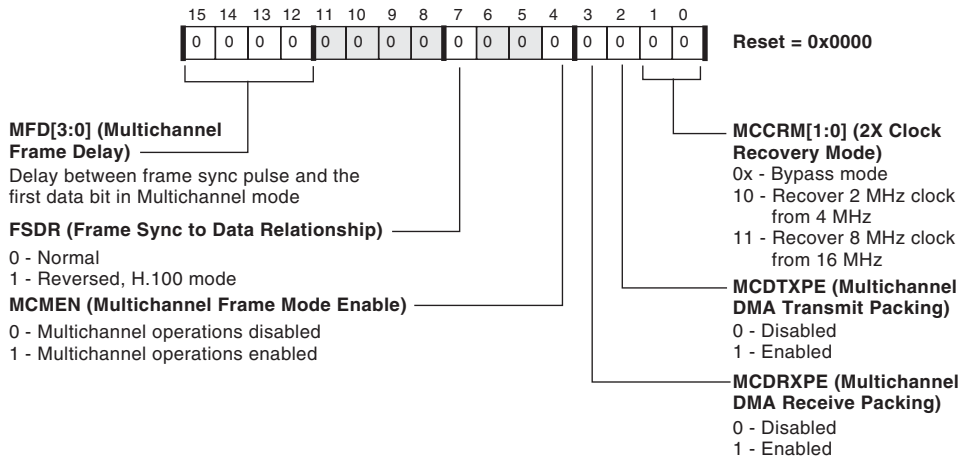 15 14 13 12 11 10 9 8 7 6 5 4 3 2 1 0
0 0 0 0 0 0 0 0 0 0 0 0 0 0 0 0
Reset = 0x0000
MFD[3:0] (Multichannel
Frame Delay)
Delay between frame sync pulse and the
first data bit in Multichannel mode
FSDR (Frame Sync to Data Relationship)
0 - Normal
1 - Reversed, H.100 mode
MCMEN (Multichannel Frame Mode Enable)
0 - Multichannel operations disabled
1 - Multichannel operations enabled
MCCRM[1:0] (2X Clock
Recovery Mode)
0x - Bypass mode
10 - Recover 2 MHz clock
from 4 MHz
11 - Recover 8 MHz clock
from 16 MHz
MCDTXPE (Multichannel
DMA Transmit Packing)
0 - Disabled
1 - Enabled
MCDRXPE (Multichannel
DMA Receive Packing)
0 - Disabled
1 - Enabled